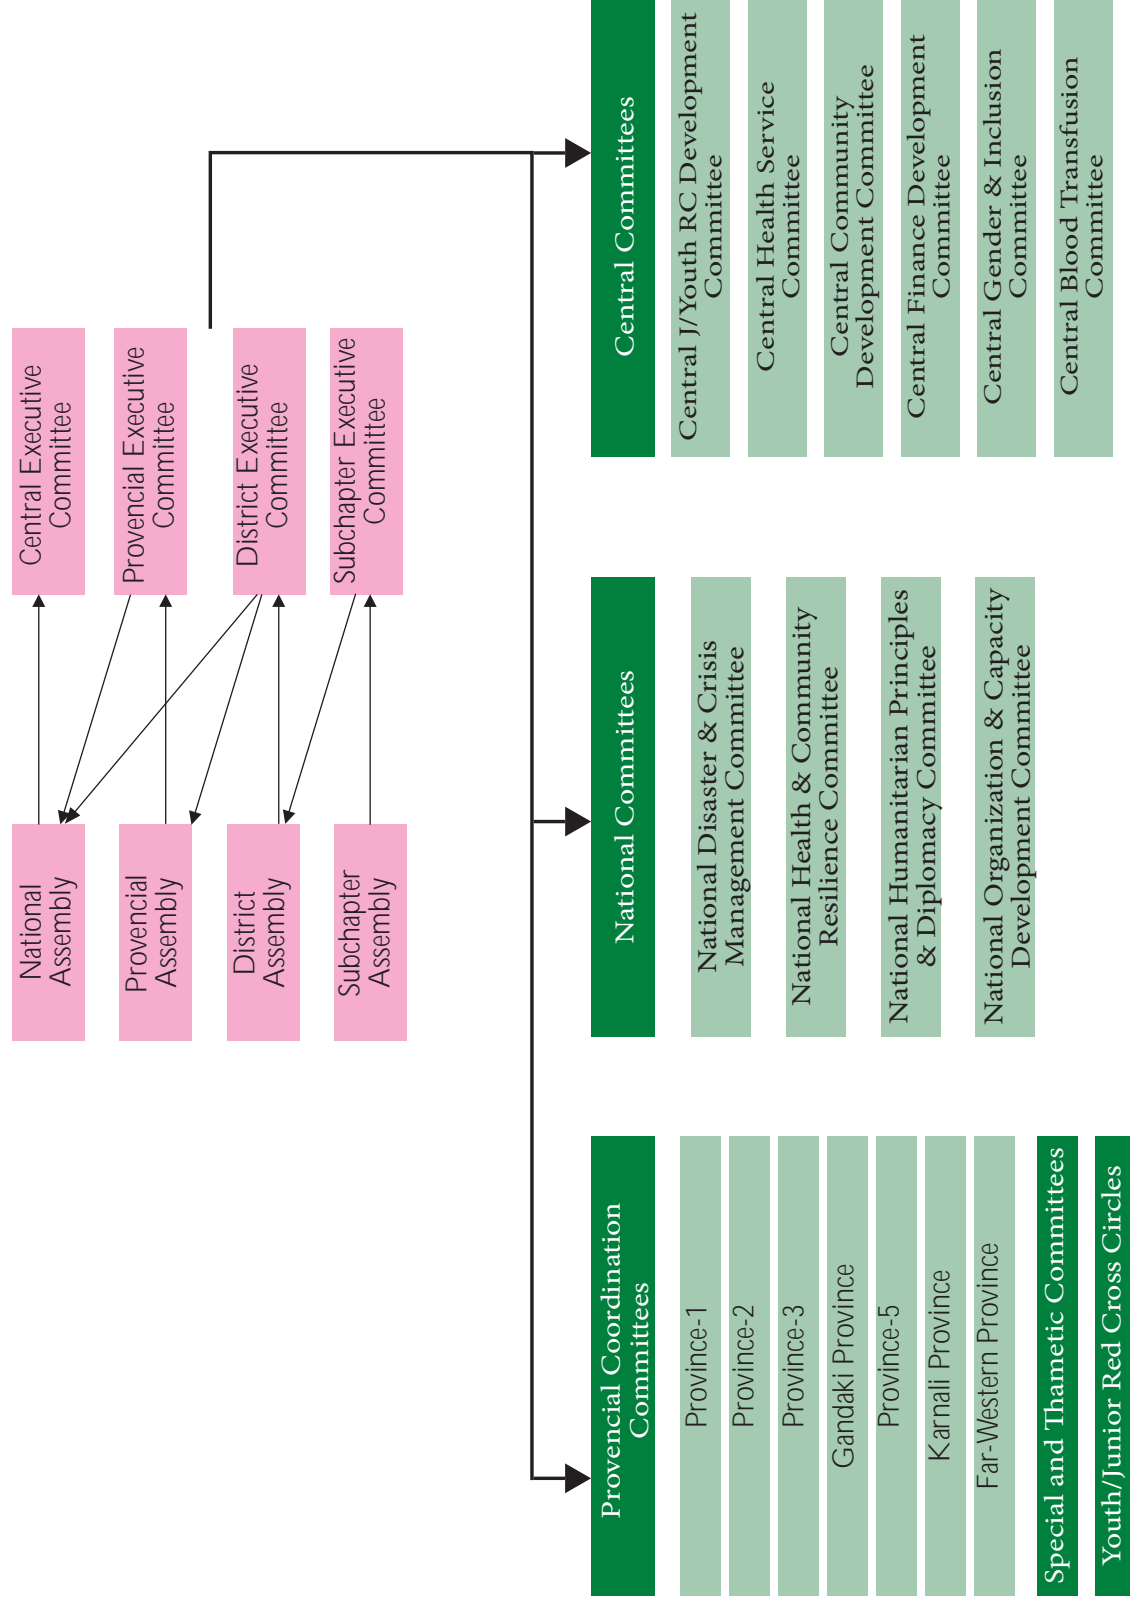 National
Assembly
Central Executive
Committee
Provencial
Assembly
Provencial Executive
Committee
District
Assembly
District Executive
Committee
Subchapter
Assembly
Subchapter Executive
Committee
Provencial Coordination
Committees
Province-1
Province-2
Province-3
Gandaki Province
Province-5
Karnali Province
Far-Western Province
Special and Thametic Committees
Youth/Junior Red Cross Circles
National Committees
National Disaster & Crisis
Management Committee
National Health & Community
Resilience Committee
National Humanitarian Principles
& Diplomacy Committee
National Organization & Capacity
Development Committee
Central Committees
Central J/Youth RC Development
Committee
Central Health Service
Committee
Central Community
Development Committee
Central Finance Development
Committee
Central Gender & Inclusion
Committee
Central Blood Transfusion
Committee